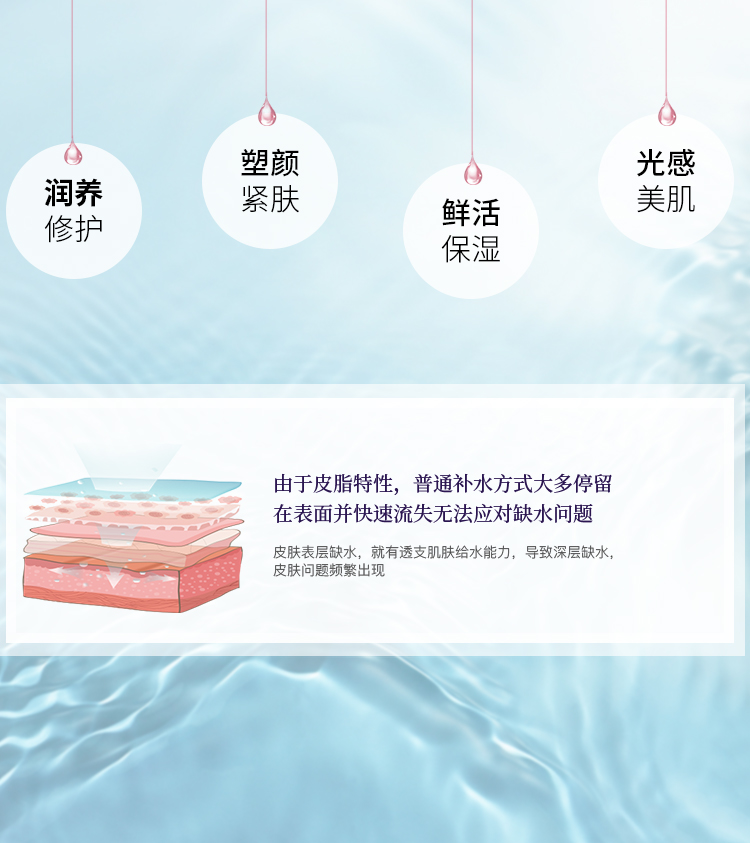 润养
修护
塑颜
紧肤
鲜活
保湿
光感
美肌
由于皮脂特性，普通补水方式大多停留
在表面并快速流失无法应对缺水问题
皮肤表层缺水，就有透支肌肤给水能力，导致深层缺水，
皮肤问题频繁出现